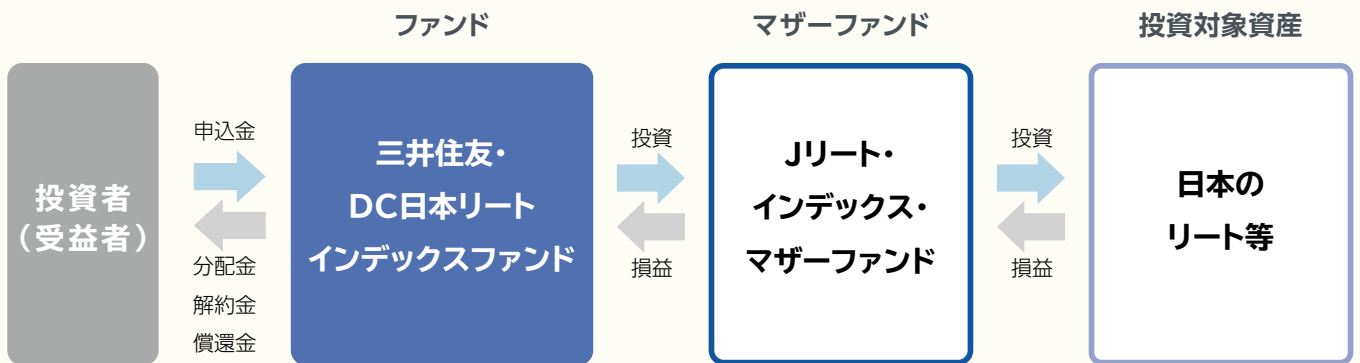 ファンド
マザーファンド
投資対象資産
投資者
（受益者）
申込金
分配金
解約金
償還金
三井住友・
DC日本リート
インデックスファンド
投資
損益
Jリート・
インデックス・
マザーファンド
投資
損益
日本の
リート等